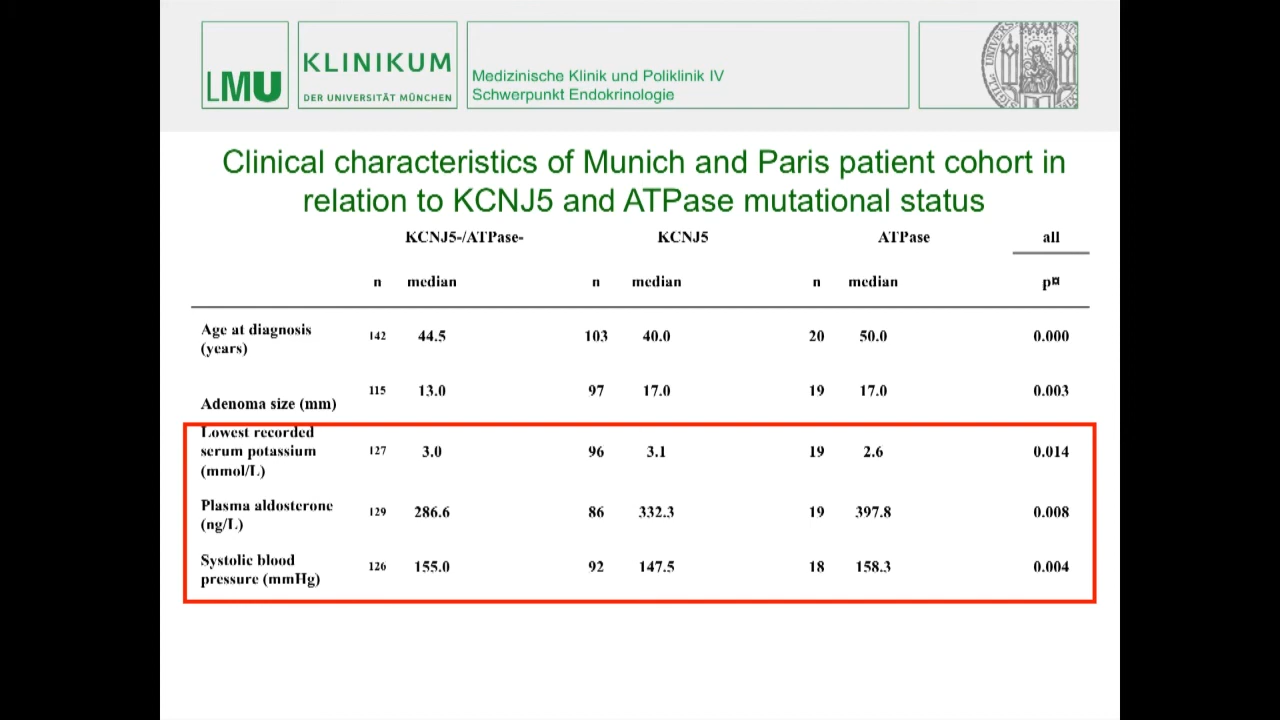 LMU
KLINIKUM
DER UNIVERSITÄT MÜNCHEN
Medizinische Klinik und Poliklinik IV
Schwerpunkt Endokrinologie
Clinical characteristics of Munich and Paris patient cohort in
relation to KCNJ5 and ATPase mutational status
KCNJ5-/ATPase- KCNJ5 ATPase all
n median n median n median p¤
Age at diagnosis
(years) 142 44.5 103 40.0 20 50.0 0.000
Adenoma size (mm) 115 13.0 97 17.0 19 17.0 0.003
Lowest recorded
serum potassium 127 3.0 96 3.1 19 2.6 0.014
(mmol/L)
Plasma aldosterone
(ng/L) 129 286.6 86 332.3 19 397.8 0.008
Systolic blood
pressure (mmHg) 126 155.0 92 147.5 18 158.3 0.004